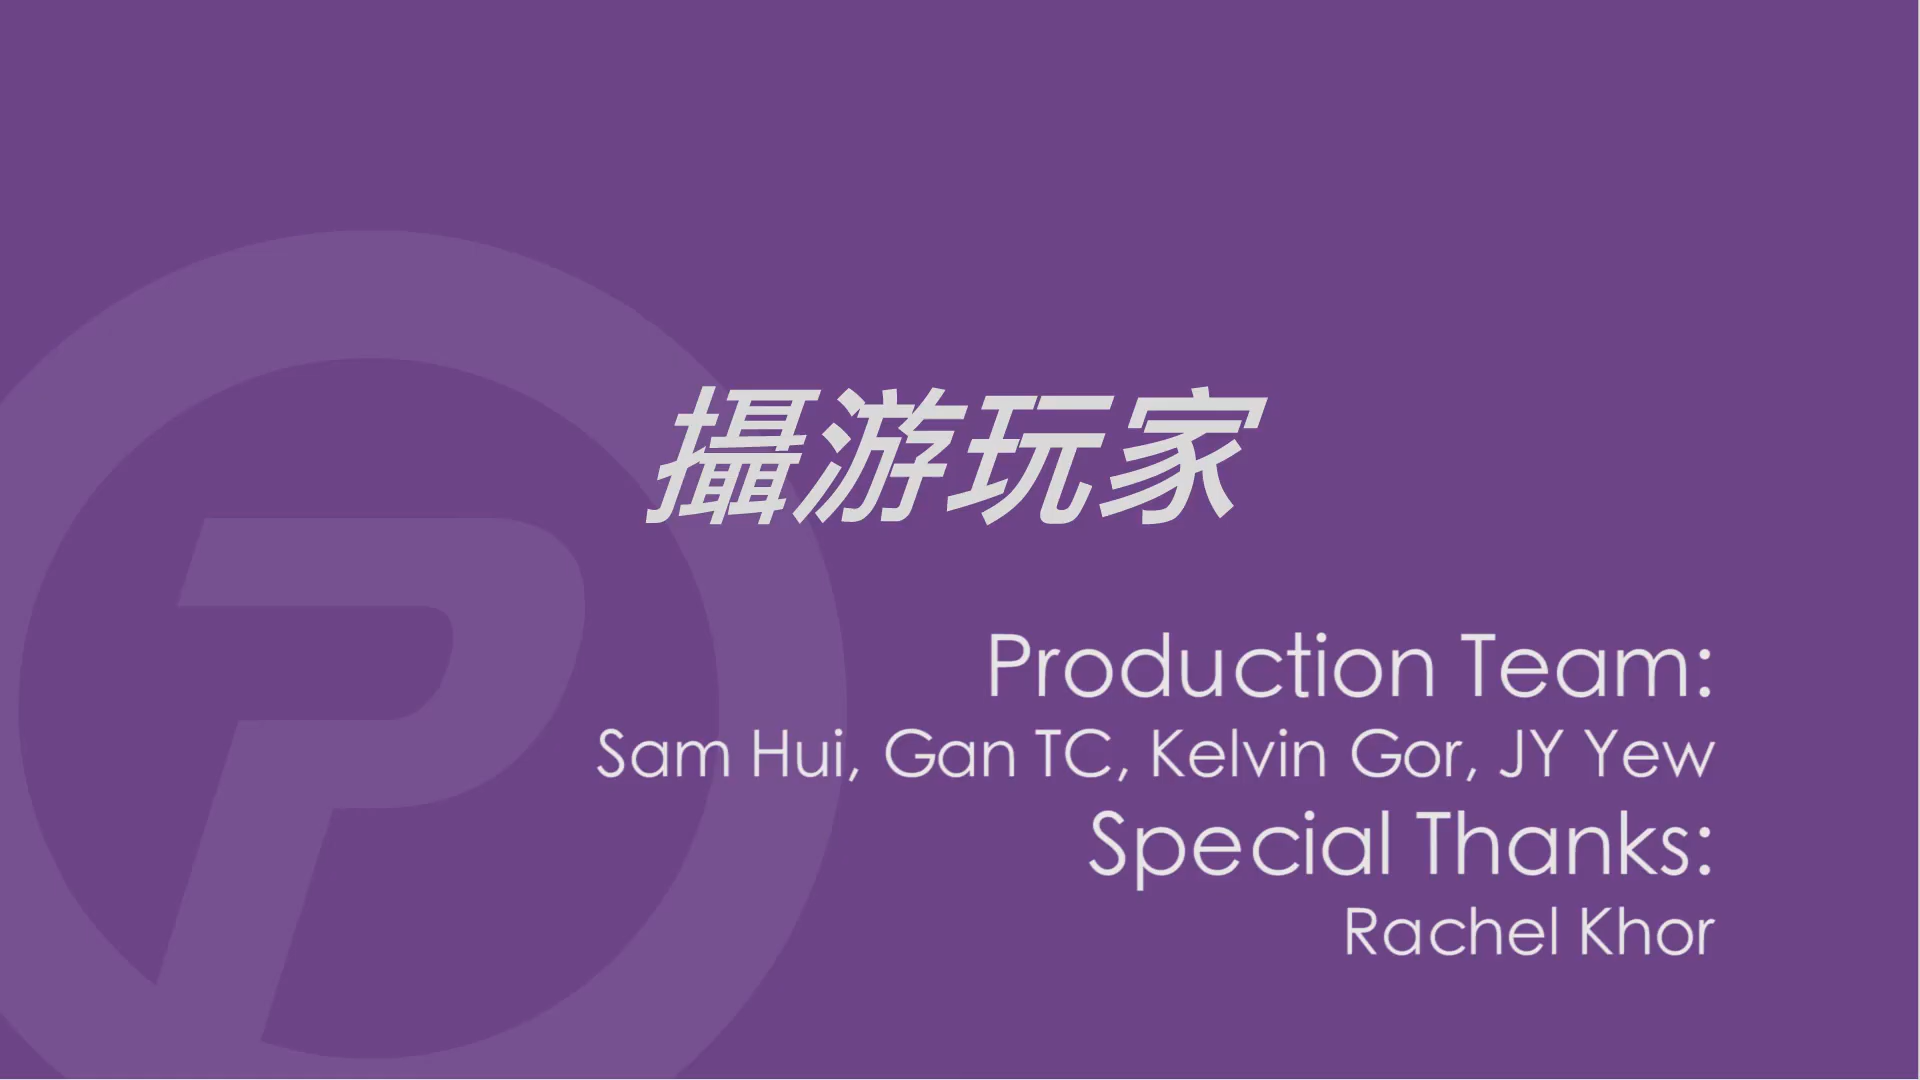 攝游玩家
Production Team:
Sam Hui, Gan TC, Kelvin Gor, JY Yew
Special Thanks:
Rachel Khor